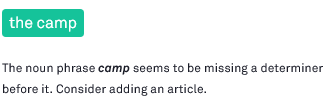 the camp
The noun phrase camp seems to be missing a determiner
before it. Consider adding an article.